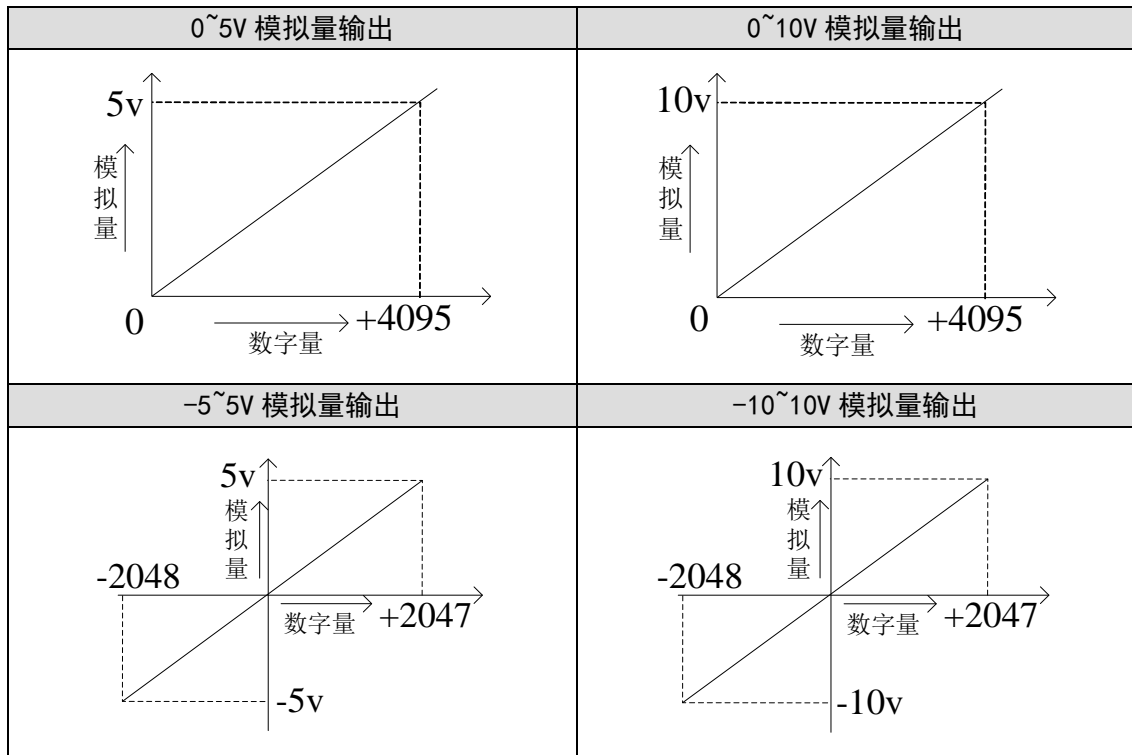 0~5V 模拟量输出
0~10V 模拟量输出
5v
模拟量
0
数字量
+4095
10v
模拟量
0
数字量
+4095
-5~5V 模拟量输出
-10~10V 模拟量输出
5v
模拟量
-2048
数字量
+2047
-5v
10v
模拟量
-2048
数字量
+2047
-10v